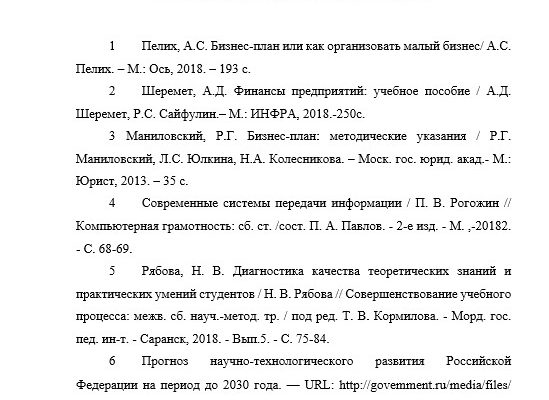 1 Пелих, А.С. Бизнес-план или как организовать малый бизнес/ А.С.
Пелих. – М.: Ось, 2018. – 193 с.
2 Шеремет, А.Д. Финансы предприятий: учебное пособие / А.Д.
Шеремет, Р.С. Сайфулин.– М.: ИНФРА, 2018.-250с.
3 Маниловский, Р.Г. Бизнес-план: методические указания / Р.Г.
Маниловский, Л.С. Юлкина, Н.А. Колесникова. – Моск. гос. юрид. акад.- М.:
Юрист, 2013. – 35 с.
4 Современные системы передачи информации / П. В. Рогожин //
Компьютерная грамотность: сб. ст. /сост. П. А. Павлов. - 2-е изд. - М. ,-20182.
- С. 68-69.
5 Рябова, Н. В. Диагностика качества теоретических знаний и
практических умений студентов / Н. В. Рябова // Совершенствование учебного
процесса: межв. сб. науч.-метод. тр. / под ред. Т. В. Кормилова. - Морд. гос.
пед. ин-т. - Саранск, 2018. - Вып.5. - С. 75-84.
6 Прогноз научно-технологического развития Российской
Федерации на период до 2030 года. — URL: http://government.ru/media/files/